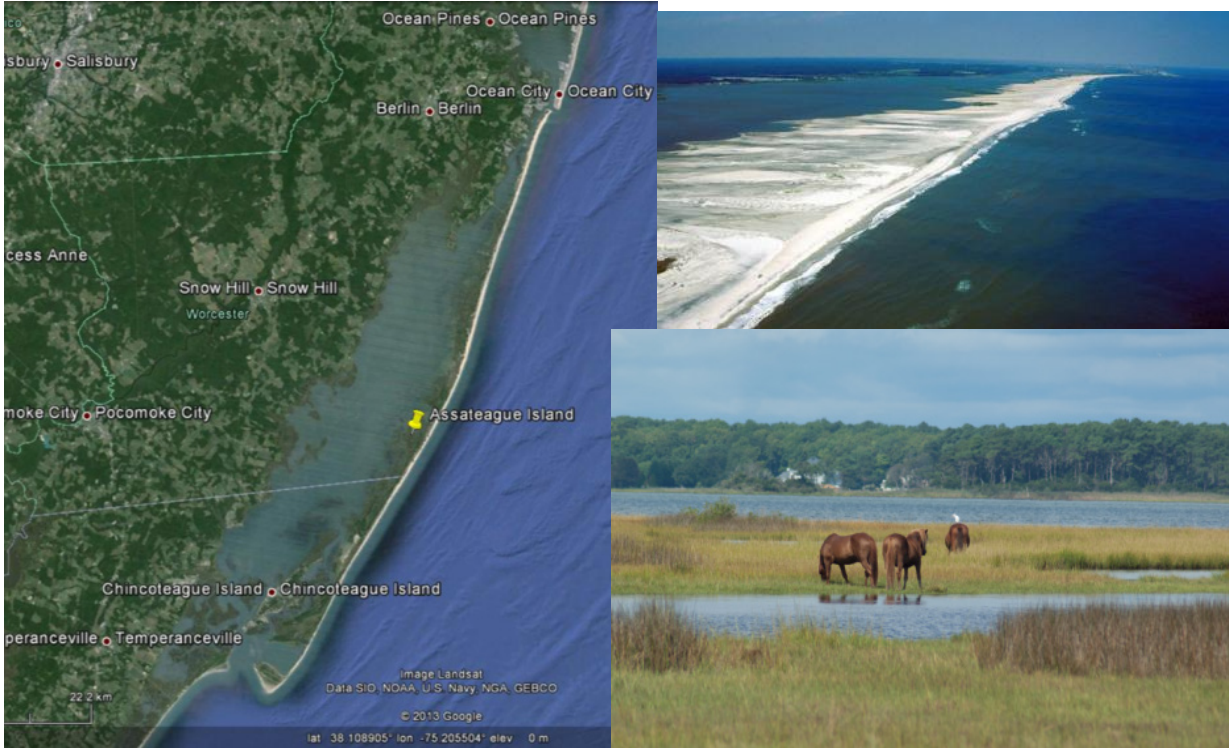 Ocean Pines Ocean Pines
isbury Salisbury
Ocean City Ocean City
Berlin Berlin
cess Anne
Snow Hill Snow Hill
Worcester
moke City Pocomoke City
Assateague Island
Chincoteague Island Chincoteague Island
peranceville Temperanceville
Image Landsat
Data SIO, NOAA, U.S. Navy, NGA, GEBCO
22.2 km
© 2013 Google
lat 38.108905° lon -75.205504° elev 0 m